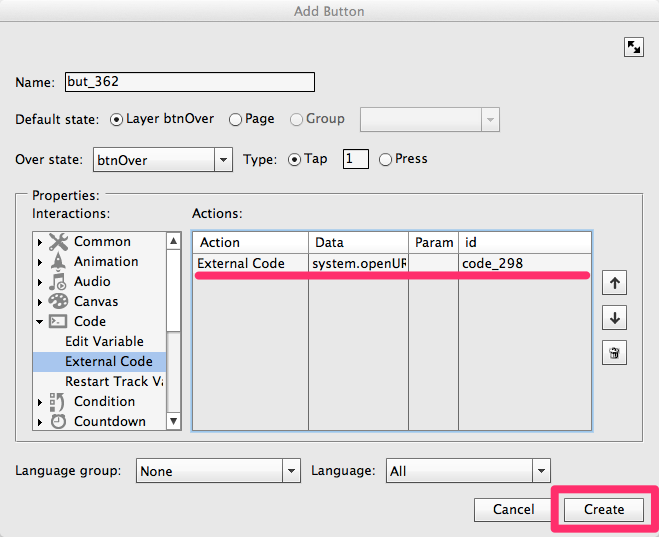 Add Button
Name: but_362
Default state: Layer btnOver Page Group
Over state: btnOver Type: Tap 1 Press
Properties:
Interactions: Actions:
Common
Animation
Audio
Canvas
Code
Edit Variable
External Code
Restart Track Va
Condition
Countdown
Action Data Param id
External Code system.openUR code_298
Language group: None Language: All
Cancel Create